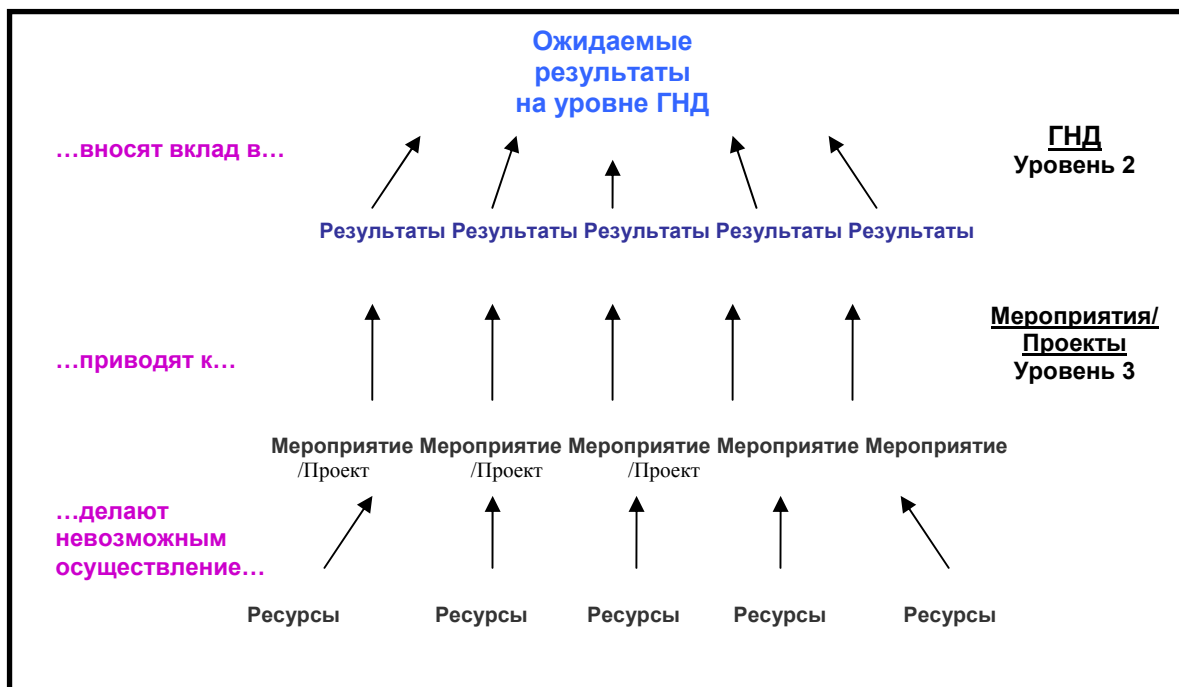 Ожидаемые
результаты
на уровне ГНД
…вносят вклад в…
ГНД
Уровень 2
Результаты Результаты Результаты Результаты Результаты
Мероприятия/
Проекты
Уровень 3
…приводят к…
Мероприятие Мероприятие Мероприятие Мероприятие Мероприятие
/Проект /Проект /Проект
…делают
невозможным
осуществление…
Ресурсы Ресурсы Ресурсы Ресурсы Ресурсы